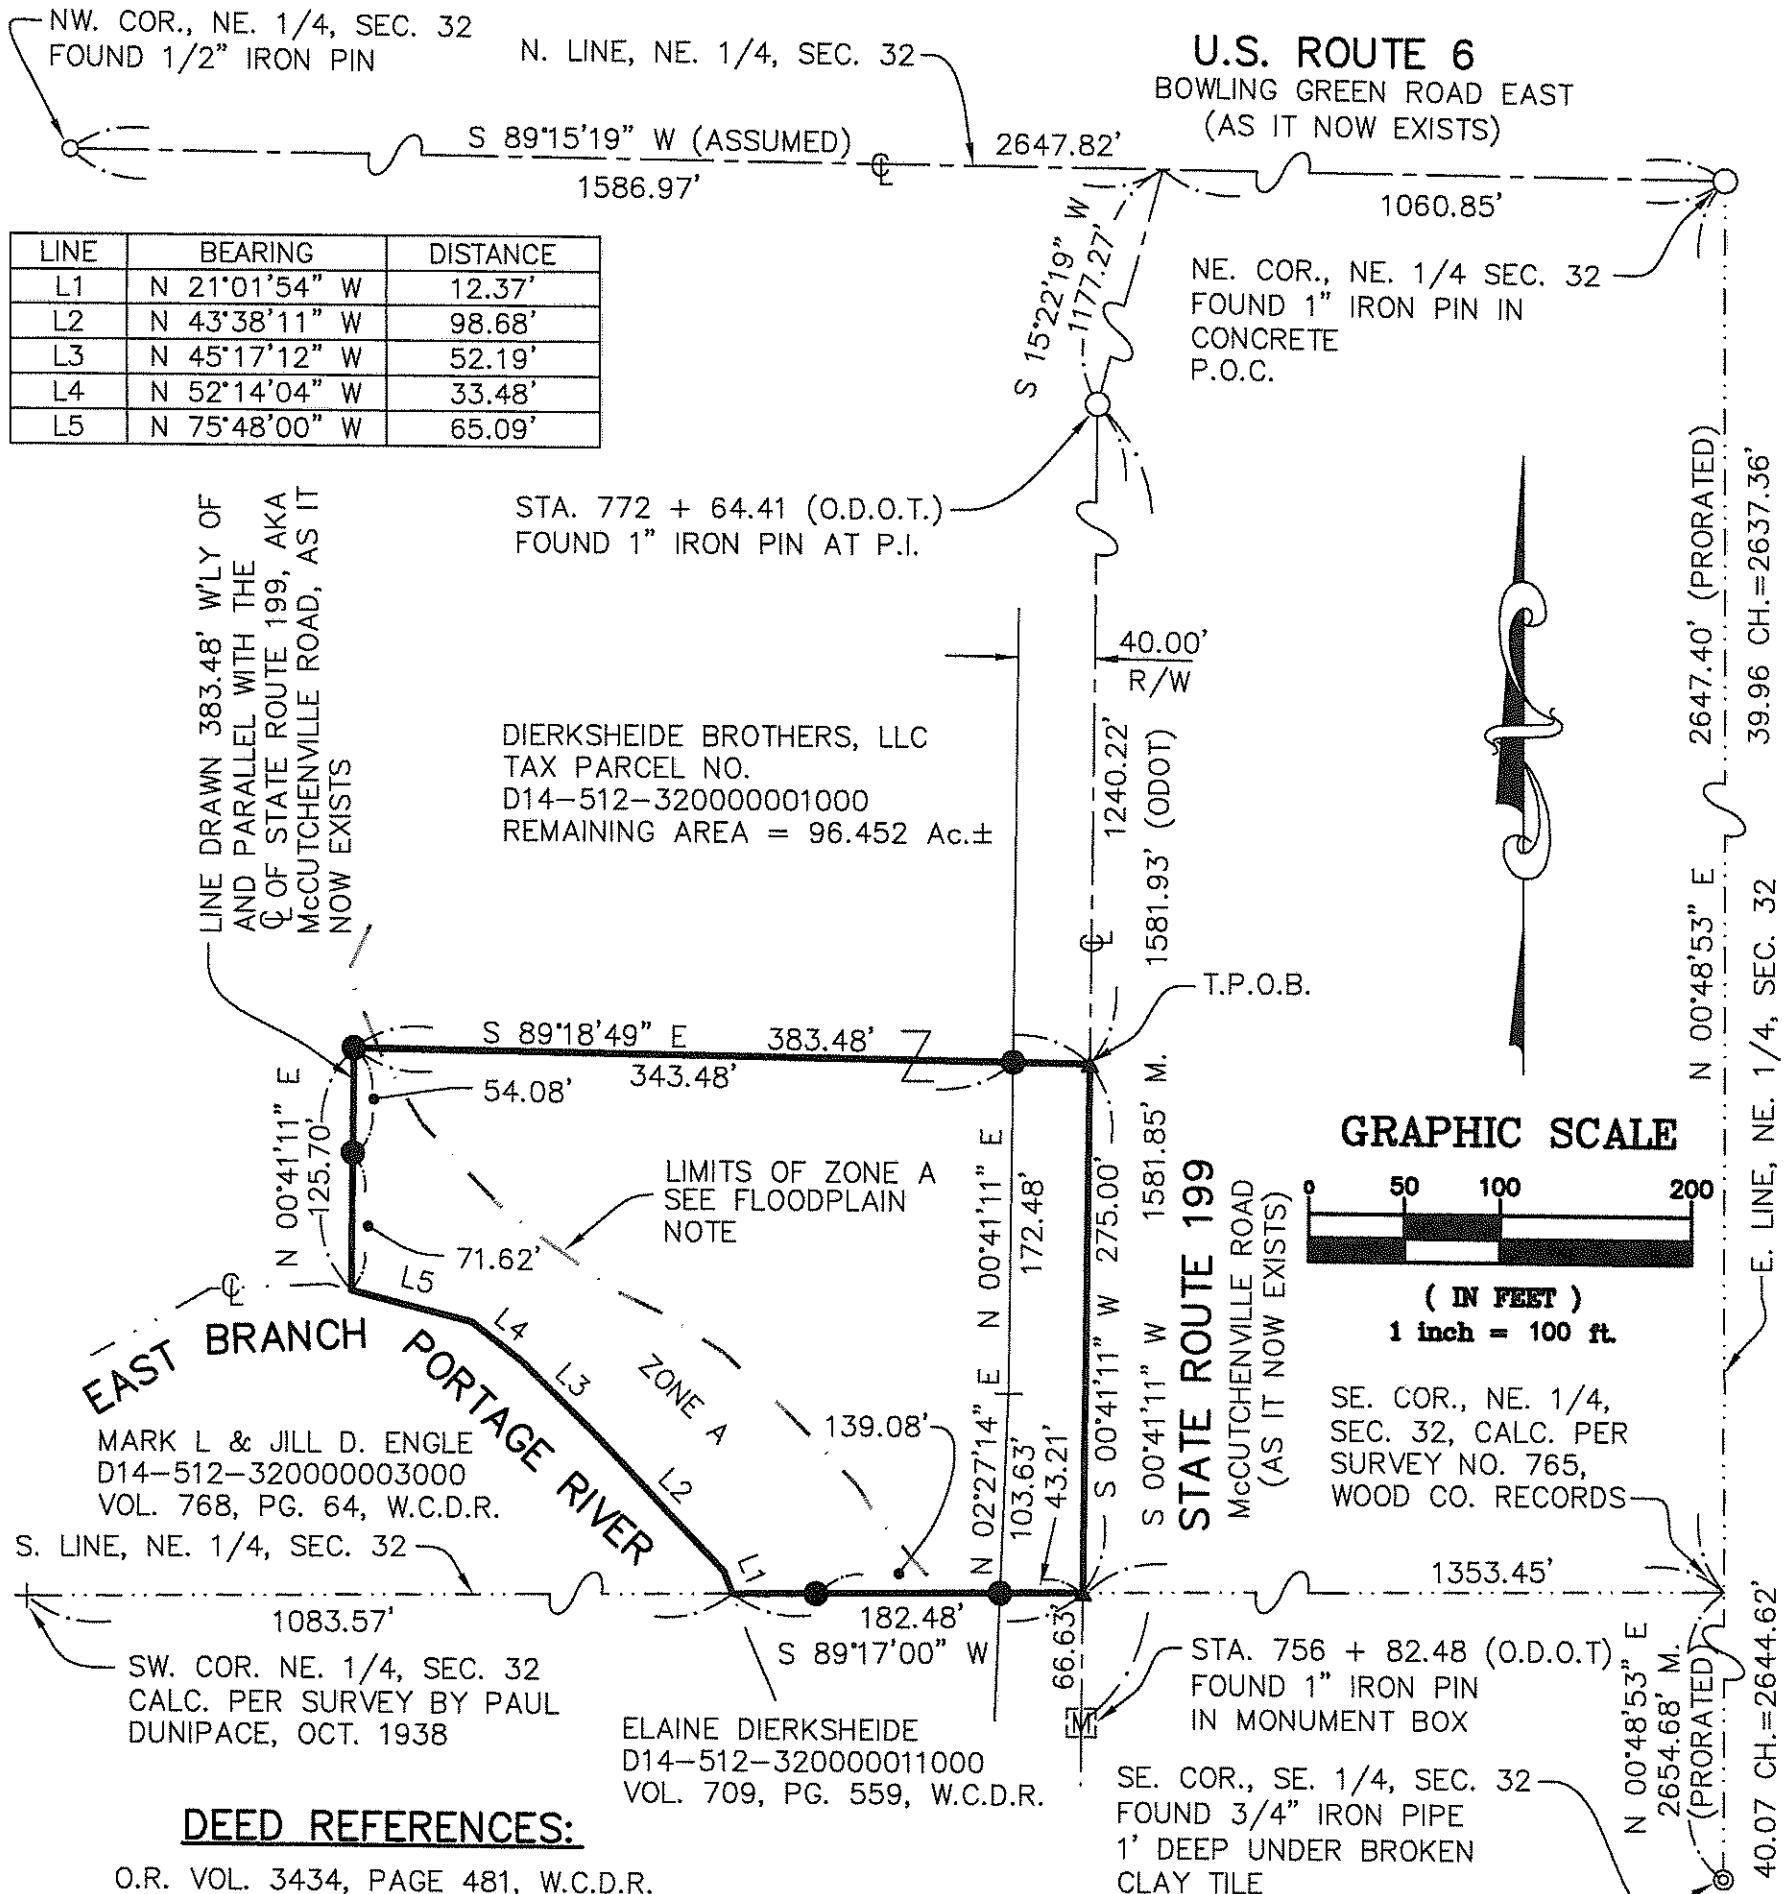 NW. COR., NE. 1/4, SEC. 32
FOUND 1/2" IRON PIN
N. LINE, NE. 1/4, SEC. 32
U.S. ROUTE 6
BOWLING GREEN ROAD EAST
(AS IT NOW EXISTS)
S 89°15'19" W (ASSUMED)
2647.82'
℄
1586.97'
1060.85'
S 15°22'19" W
1177.27'
NE. COR., NE. 1/4 SEC. 32
FOUND 1" IRON PIN IN
CONCRETE
P.O.C.
LINE BEARING DISTANCE
L1 N 21°01'54" W 12.37'
L2 N 43°38'11" W 98.68'
L3 N 45°17'12" W 52.19'
L4 N 52°14'04" W 33.48'
L5 N 75°48'00" W 65.09'
STA. 772 + 64.41 (O.D.O.T.)
FOUND 1" IRON PIN AT P.I.
LINE DRAWN 383.48' W'LY OF
AND PARALLEL WITH THE
℄ OF STATE ROUTE 199, AKA
McCUTCHENVILLE ROAD, AS IT
NOW EXISTS
40.00'
R/W
DIERKSHEIDE BROTHERS, LLC
TAX PARCEL NO.
D14-512-320000001000
REMAINING AREA = 96.452 Ac.±
1240.22'
1581.93' (ODOT)
℄
N 00°48'53" E 2647.40' (PRORATED)
39.96 CH.=2637.36'
E. LINE, NE. 1/4, SEC. 32
T.P.O.B.
S 89°18'49" E 383.48'
343.48'
54.08'
N 00°41'11" E
125.70'
71.62'
LIMITS OF ZONE A
SEE FLOODPLAIN
NOTE
N 00°41'11" E
172.48'
S 00°41'11" W 275.00'
S 00°41'11" W 1581.85' M.
STATE ROUTE 199
McCUTCHENVILLE ROAD
(AS IT NOW EXISTS)
GRAPHIC SCALE
0 50 100 200
( IN FEET )
1 inch = 100 ft.
℄
EAST BRANCH PORTAGE RIVER
L5
L4
L3
L2
L1
ZONE A
139.08'
N 02°27'14" E
103.63'
43.21'
MARK L & JILL D. ENGLE
D14-512-320000003000
VOL. 768, PG. 64, W.C.D.R.
SE. COR., NE. 1/4,
SEC. 32, CALC. PER
SURVEY NO. 765,
WOOD CO. RECORDS
S. LINE, NE. 1/4, SEC. 32
1083.57'
182.48'
S 89°17'00" W
1353.45'
66.63'
SW. COR. NE. 1/4, SEC. 32
CALC. PER SURVEY BY PAUL
DUNIPACE, OCT. 1938
ELAINE DIERKSHEIDE
D14-512-320000011000
VOL. 709, PG. 559, W.C.D.R.
M
STA. 756 + 82.48 (O.D.O.T)
FOUND 1" IRON PIN
IN MONUMENT BOX
N 00°48'53" E
2654.68' M.
(PRORATED)
40.07 CH.=2644.62'
SE. COR., SE. 1/4, SEC. 32
FOUND 3/4" IRON PIPE
1' DEEP UNDER BROKEN
CLAY TILE
DEED REFERENCES:
O.R. VOL. 3434, PAGE 481, W.C.D.R.